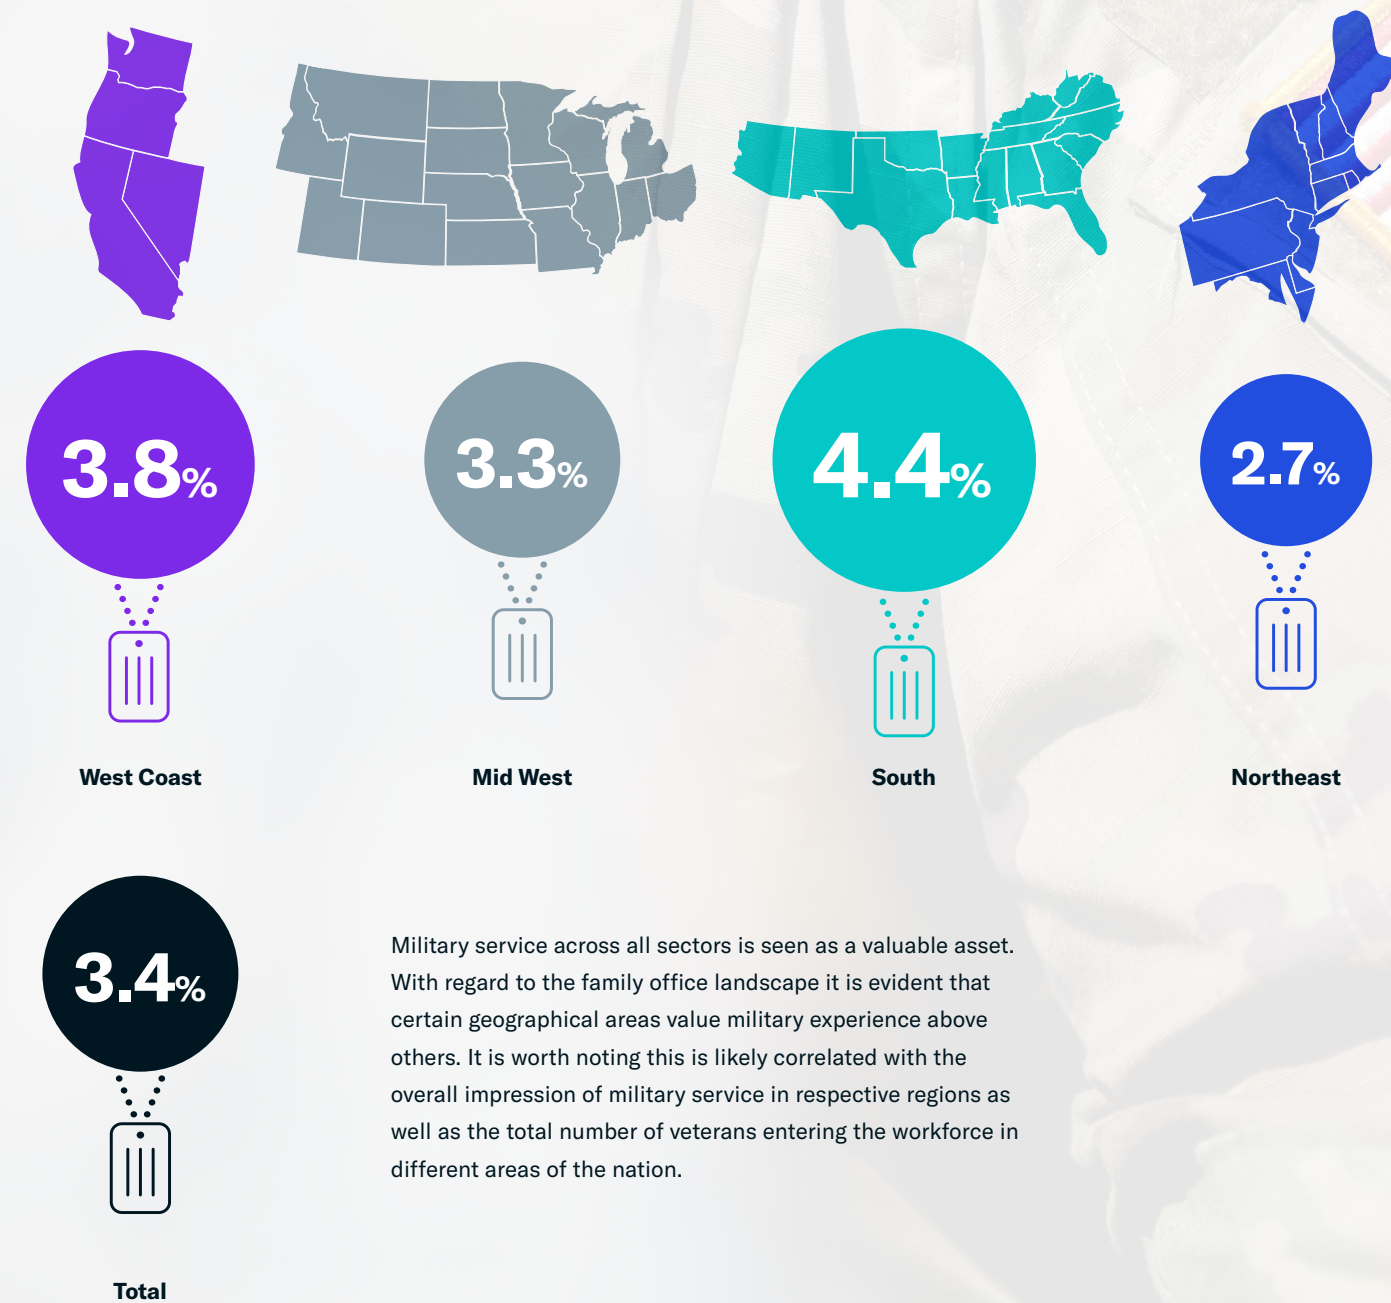 3.8%
3.3%
4.4%
2.7%
West Coast
Mid West
South
Northeast
3.4%
Total
Military service across all sectors is seen as a valuable asset.
With regard to the family office landscape it is evident that
certain geographical areas value military experience above
others. It is worth noting this is likely correlated with the
overall impression of military service in respective regions as
well as the total number of veterans entering the workforce in
different areas of the nation.